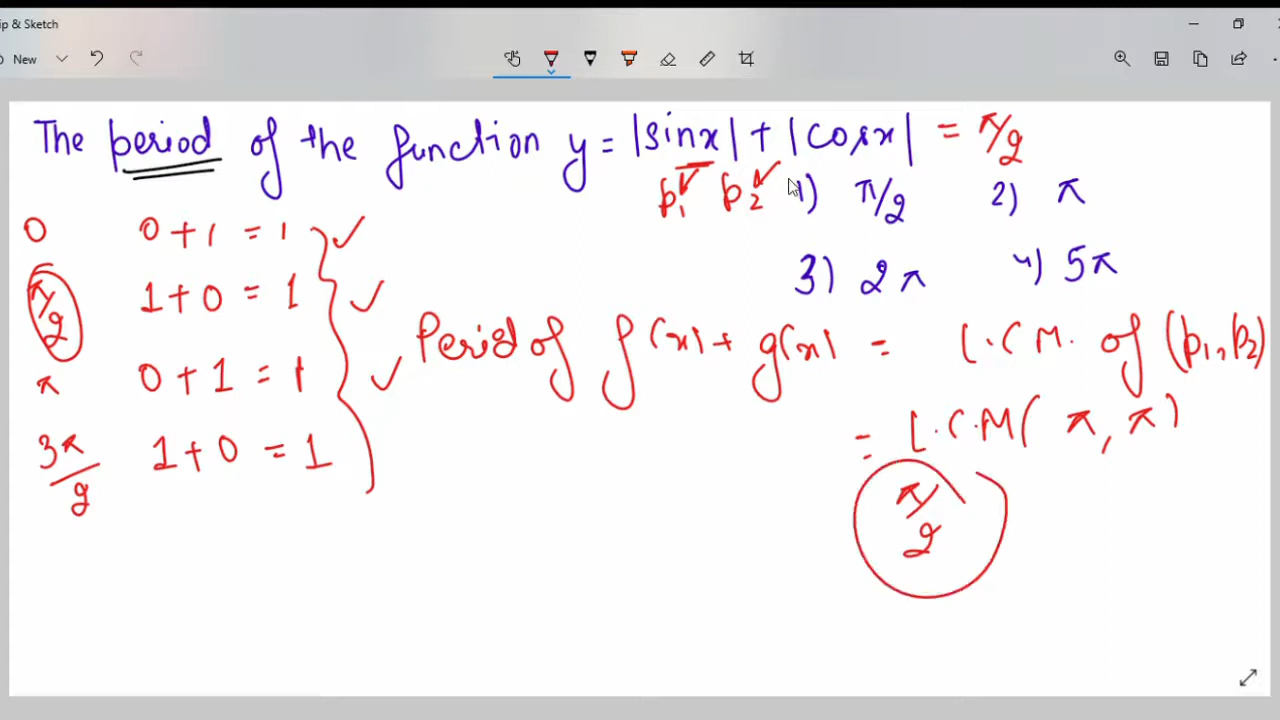 ip & Sketch
New
The period of the function y = |sinx| + |cosx| = π/2
p₁ p₂ 1) π/2 2) π
3) 2π 4) 5π
0 0+1 = 1
π/2 1+0 = 1
π 0+1 = 1
3π/2 1+0 = 1
Period of f(x) + g(x) = L.C.M. of (p₁, p₂)
= L.C.M ( π, π)
π/2